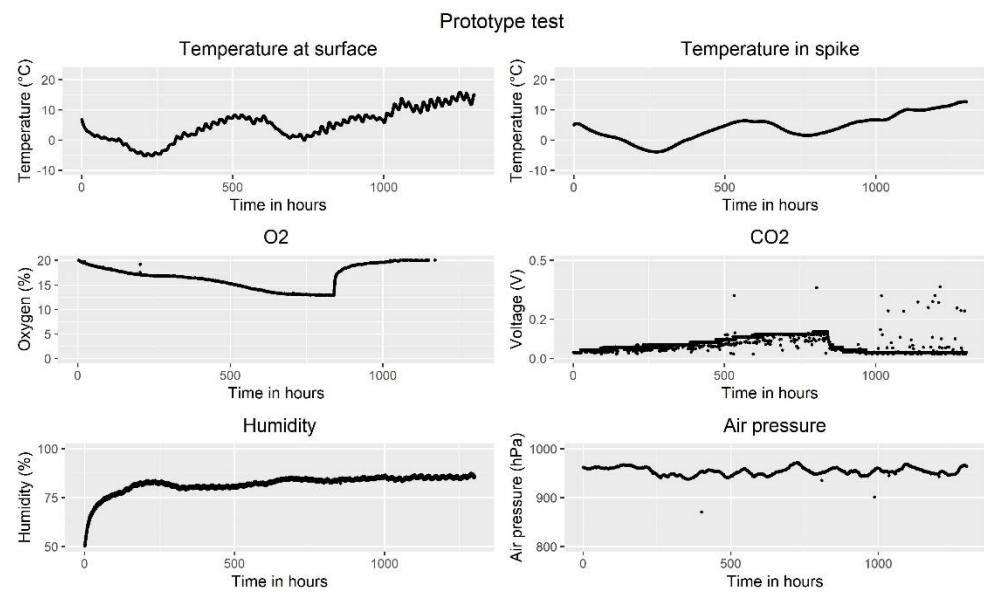 Prototype test
Temperature at surface
Temperature (°C)
20
10
0
-10
0
500
1000
Time in hours
Temperature in spike
Temperature (°C)
20
10
0
-10
0
500
1000
Time in hours
O2
Oxygen (%)
20
15
10
5
0
0
500
1000
Time in hours
CO2
Voltage (V)
0.5
0.2
0.0
0
500
1000
Time in hours
Humidity
Humidity (%)
100
75
50
0
500
1000
Time in hours
Air pressure
Air pressure (hPa)
1000
900
800
0
500
1000
Time in hours